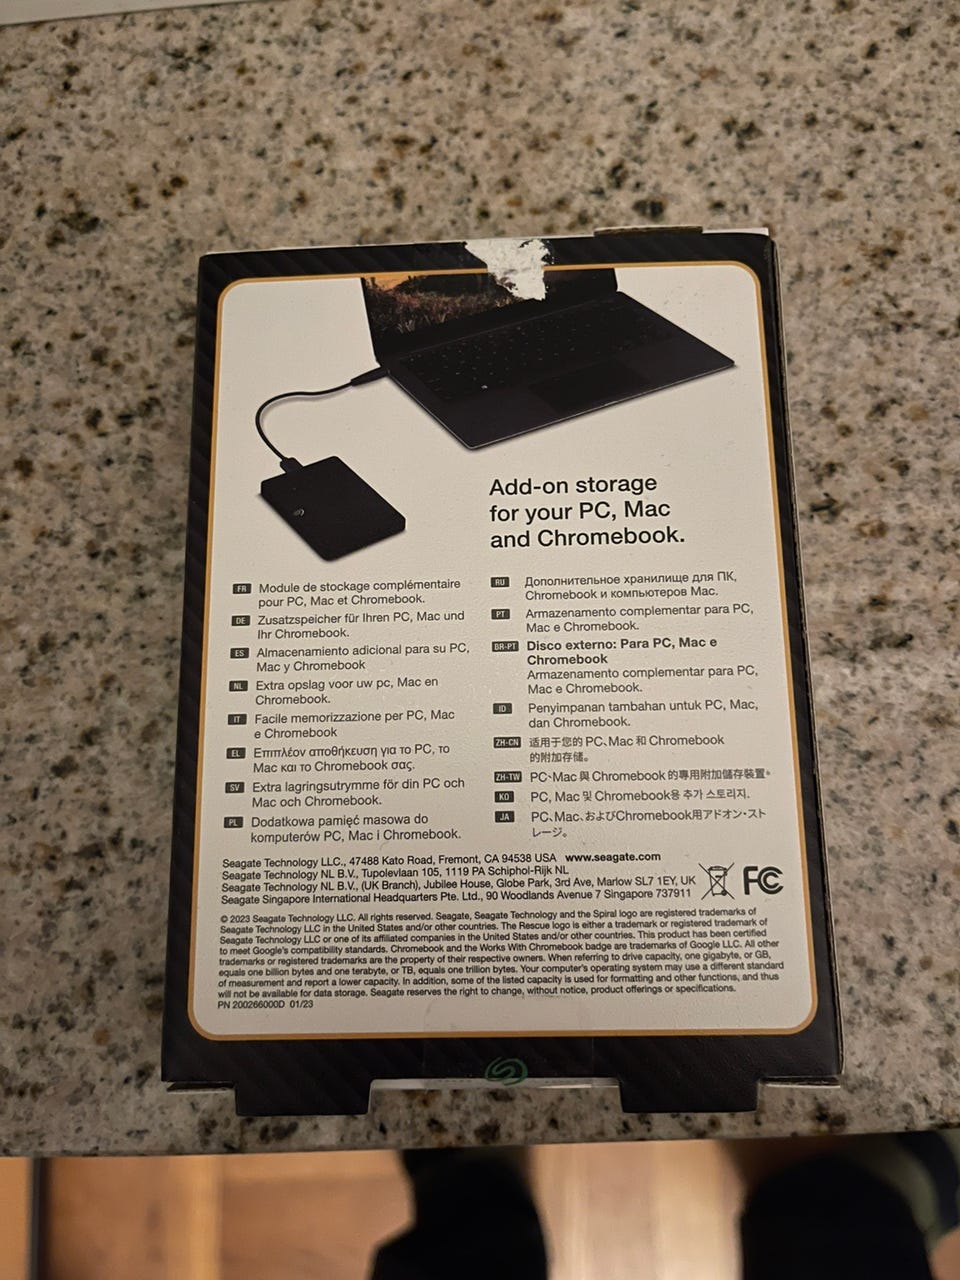 Add-on storage
for your PC, Mac
and Chromebook.
FR Module de stockage complémentaire
pour PC, Mac et Chromebook.
DE Zusatzspeicher für Ihren PC, Mac und
Ihr Chromebook.
ES Almacenamiento adicional para su PC,
Mac y Chromebook
NL Extra opslag voor uw pc, Mac en
Chromebook.
IT Facile memorizzazione per PC, Mac
e Chromebook
EL Επιπλέον αποθήκευση για το PC, το
Mac και το Chromebook σας.
SV Extra lagringsutrymme för din PC och
Mac och Chromebook.
PL Dodatkowa pamięć masowa do
komputerów PC, Mac i Chromebook.
RU Дополнительное хранилище для ПК,
Chromebook и компьютеров Mac.
PT Armazenamento complementar para PC,
Mac e Chromebook.
BR-PT Disco externo: Para PC, Mac e
Chromebook
Armazenamento complementar para PC,
Mac e Chromebook.
ID Penyimpanan tambahan untuk PC, Mac,
dan Chromebook.
ZH-CN 适用于您的 PC、Mac 和 Chromebook
的附加存储。
ZH-TW PC、Mac 與 Chromebook 的專用附加儲存裝置。
KO PC, Mac 및 Chromebook용 추가 스토리지.
JA PC、Mac、およびChromebook用アドオン・スト
レージ。
Seagate Technology LLC., 47488 Kato Road, Fremont, CA 94538 USA www.seagate.com
Seagate Technology NL B.V., Tupolevlaan 105, 1119 PA Schiphol-Rijk NL
Seagate Technology NL B.V., (UK Branch), Jubilee House, Globe Park, 3rd Ave, Marlow SL7 1EY, UK
Seagate Singapore International Headquarters Pte. Ltd., 90 Woodlands Avenue 7 Singapore 737911
FC
© 2023 Seagate Technology LLC. All rights reserved. Seagate, Seagate Technology and the Spiral logo are registered trademarks of
Seagate Technology LLC in the United States and/or other countries. The Rescue logo is either a trademark or registered trademark of
Seagate Technology LLC or one of its affiliated companies in the United States and/or other countries. This product has been certified
to meet Google's compatibility standards. Chromebook and the Works With Chromebook badge are trademarks of Google LLC. All other
trademarks or registered trademarks are the property of their respective owners. When referring to drive capacity, one gigabyte, or GB,
equals one billion bytes and one terabyte, or TB, equals one trillion bytes. Your computer's operating system may use a different standard
of measurement and report a lower capacity. In addition, some of the listed capacity is used for formatting and other functions, and thus
will not be available for data storage. Seagate reserves the right to change, without notice, product offerings or specifications.
PN 200266000D 01/23